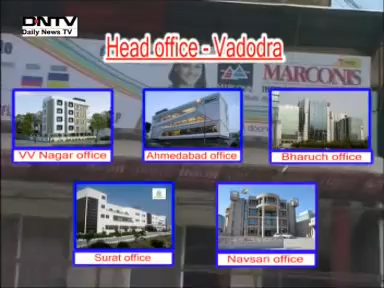 DNTV
Daily News TV
Head office - Vadodra
MARCONIS
VV Nagar office
Ahmedabad office
Bharuch office
Surat office
Navsari office